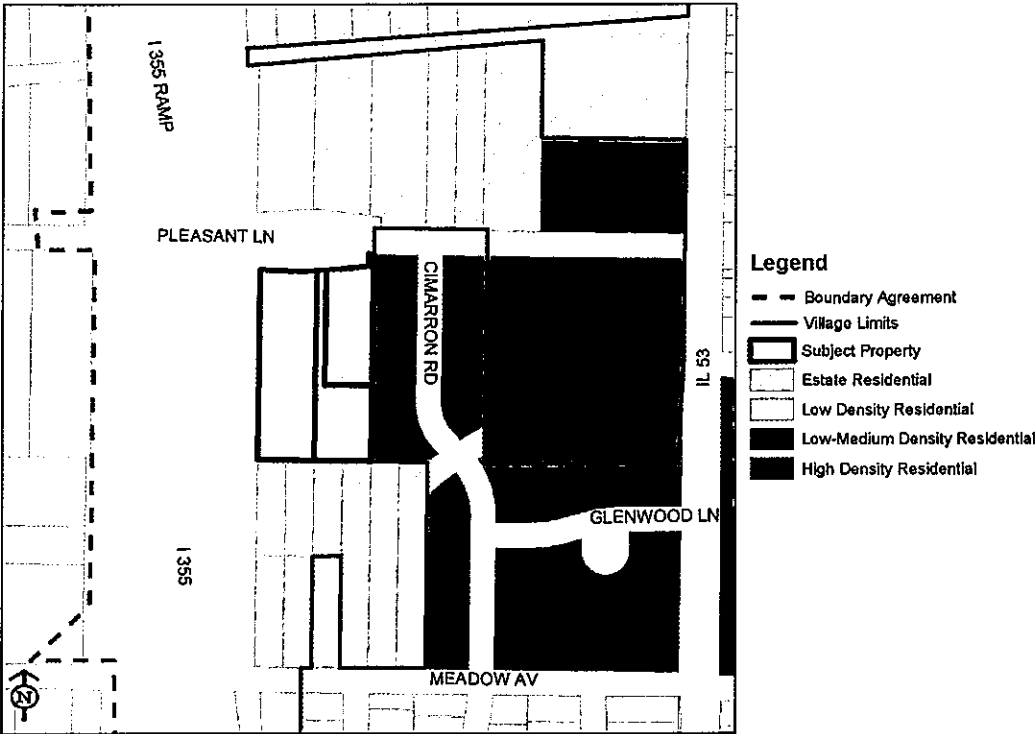 I 355 RAMP
PLEASANT LN
CIMARRON RD
IL 53
GLENWOOD LN
I 355
MEADOW AV
N
Legend
Boundary Agreement
Village Limits
Subject Property
Estate Residential
Low Density Residential
Low-Medium Density Residential
High Density Residential